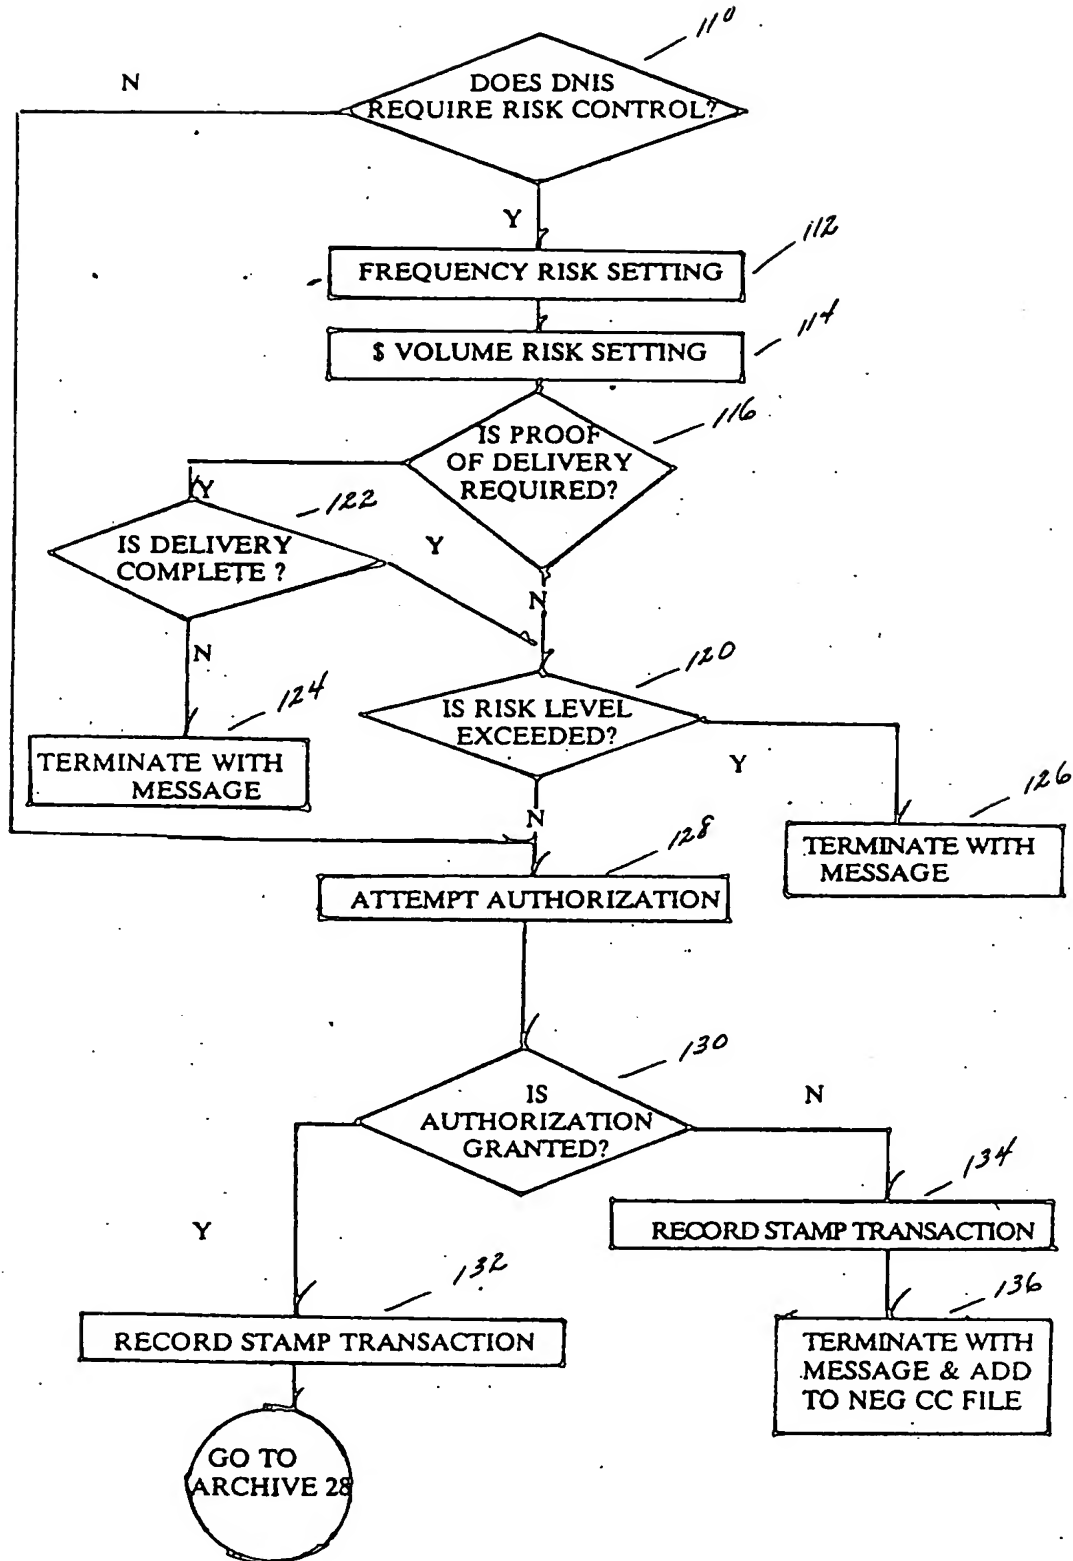 110
N
DOES DNIS
REQUIRE RISK CONTROL?
Y
112
FREQUENCY RISK SETTING
114
$ VOLUME RISK SETTING
116
IS PROOF
OF DELIVERY
REQUIRED?
Y
122
IS DELIVERY
COMPLETE ?
Y
N
N
120
IS RISK LEVEL
EXCEEDED?
124
TERMINATE WITH
MESSAGE
Y
126
TERMINATE WITH
MESSAGE
N
128
ATTEMPT AUTHORIZATION
130
IS
AUTHORIZATION
GRANTED?
N
134
RECORD STAMP TRANSACTION
Y
132
RECORD STAMP TRANSACTION
136
TERMINATE WITH
MESSAGE & ADD
TO NEG CC FILE
GO TO
ARCHIVE 28